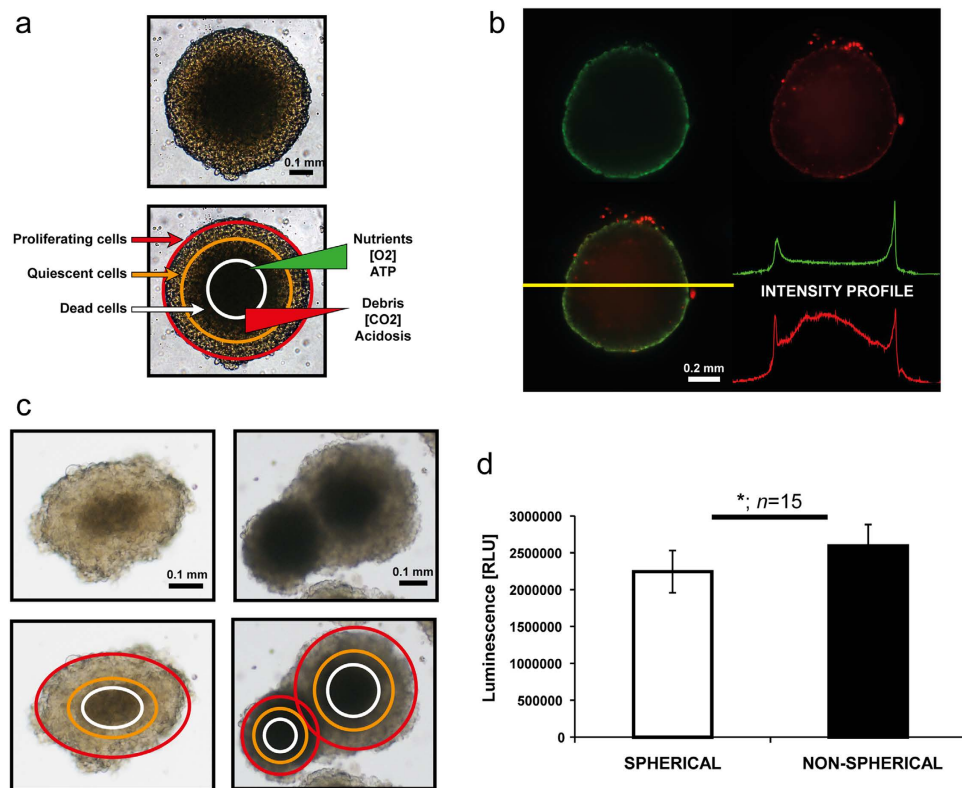 a
0.1 mm
Proliferating cells
Quiescent cells
Dead cells
Nutrients
[O2]
ATP
Debris
[CO2]
Acidosis
b
INTENSITY PROFILE
0.2 mm
c
0.1 mm
0.1 mm
d
*; n=15
Luminescence [RLU]
3000000
2500000
2000000
1500000
1000000
500000
0
SPHERICAL
NON-SPHERICAL